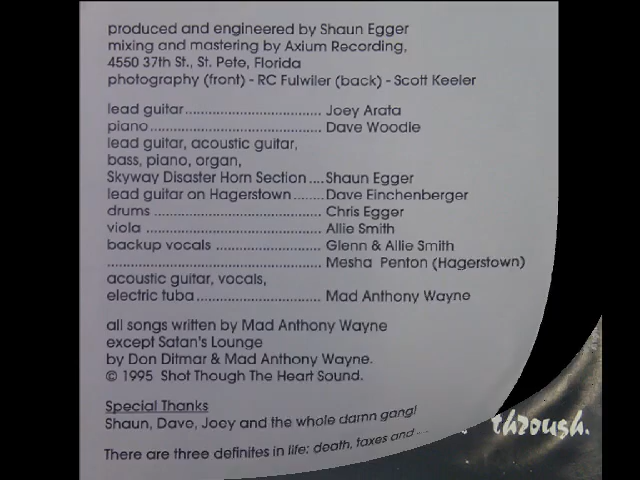 produced and engineered by Shaun Egger
mixing and mastering by Axium Recording,
4550 37th St., St. Pete, Florida
photography (front) - RC Fulwiler (back) - Scott Keeler
lead guitar.................................. Joey Arata
piano........................................... Dave Woodie
lead guitar, acoustic guitar,
bass, piano, organ,
Skyway Disaster Horn Section .... Shaun Egger
lead guitar on Hagerstown ........ Dave Einchenberger
drums .......................................... Chris Egger
viola ............................................. Allie Smith
backup vocals .......................... Glenn & Allie Smith
...................................................... Mesha Penton (Hagerstown)
acoustic guitar, vocals,
electric tuba............................... Mad Anthony Wayne
all songs written by Mad Anthony Wayne
except Satan's Lounge
by Don Ditmar & Mad Anthony Wayne.
© 1995 Shot Though The Heart Sound.
Special Thanks
Shaun, Dave, Joey and the whole damn gang!
There are three definites in life: death, taxes and ....
through.